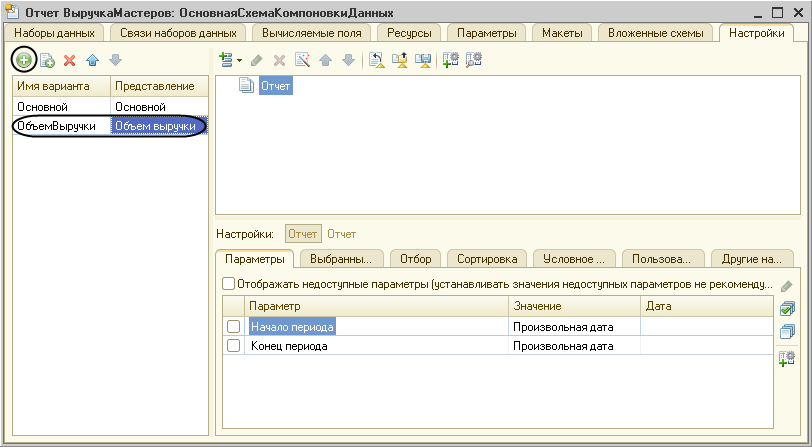 Отчет ВыручкаМастеров: ОсновнаяСхемаКомпоновкиДанных
Наборы данных Связи наборов данных Вычисляемые поля Ресурсы Параметры Макеты Вложенные схемы Настройки
Имя варианта Представление
Основной Основной
ОбъемВыручки Объем выручки
Отчет
Настройки: Отчет Отчет
Параметры Выбранны... Отбор Сортировка Условное ... Пользова... Другие на...
Отображать недоступные параметры (устанавливать значения недоступных параметров не рекоменду...
Параметр Значение Дата
Начало периода Произвольная дата
Конец периода Произвольная дата